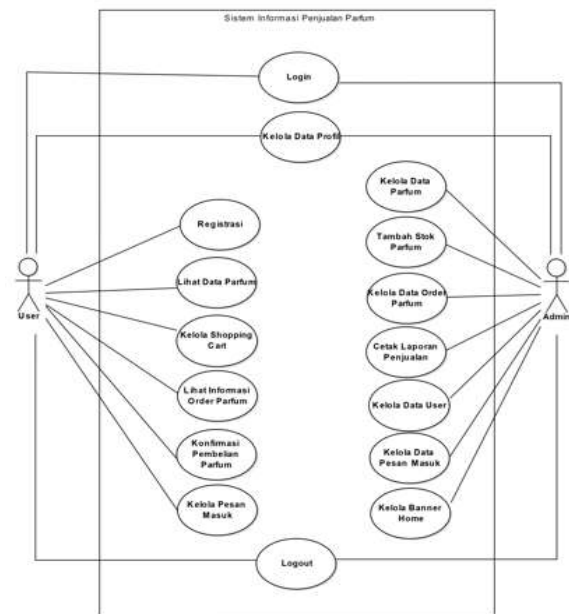 Sistem Informasi Penjualan Parfum
Login
Kelola Data Profil
Registrasi
Lihat Data Parfum
Kelola Shopping
Cart
Lihat Informasi
Order Parfum
Konfirmasi
Pembelian
Parfum
Kelola Pesan
Masuk
Kelola Data
Parfum
Tambah Stok
Parfum
Kelola Data Order
Parfum
Cetak Laporan
Penjualan
Kelola Data User
Kelola Data
Pesan Masuk
Kelola Banner
Home
Logout
User
Admin